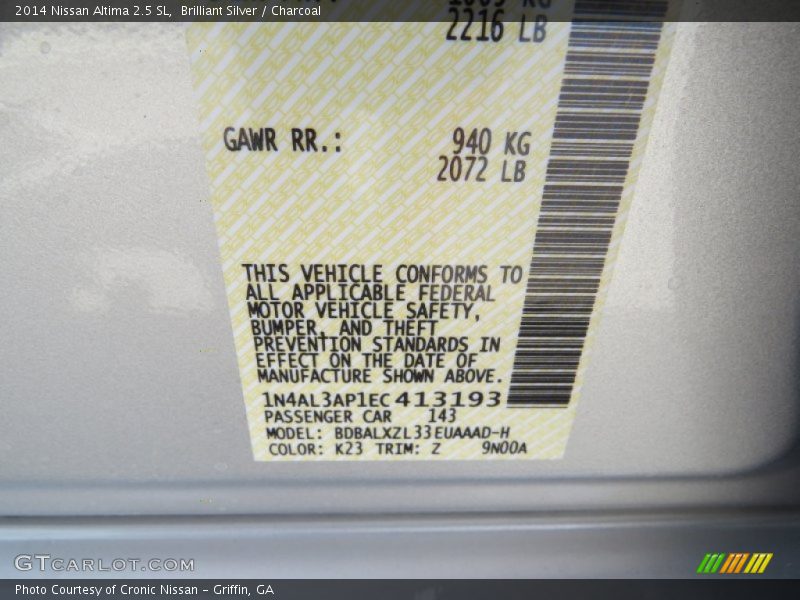 2014 Nissan Altima 2.5 SL, Brilliant Silver / Charcoal
2216 LB
GAWR RR.: 940 KG
2072 LB
THIS VEHICLE CONFORMS TO
ALL APPLICABLE FEDERAL
MOTOR VEHICLE SAFETY,
BUMPER, AND THEFT
PREVENTION STANDARDS IN
EFFECT ON THE DATE OF
MANUFACTURE SHOWN ABOVE.
1N4AL3AP1EC413193
PASSENGER CAR 143
MODEL: BDBALXZL33EUAAAD-H
COLOR: K23 TRIM: Z 9N00A
GTCARLOT.COM
Photo Courtesy of Cronic Nissan - Griffin, GA